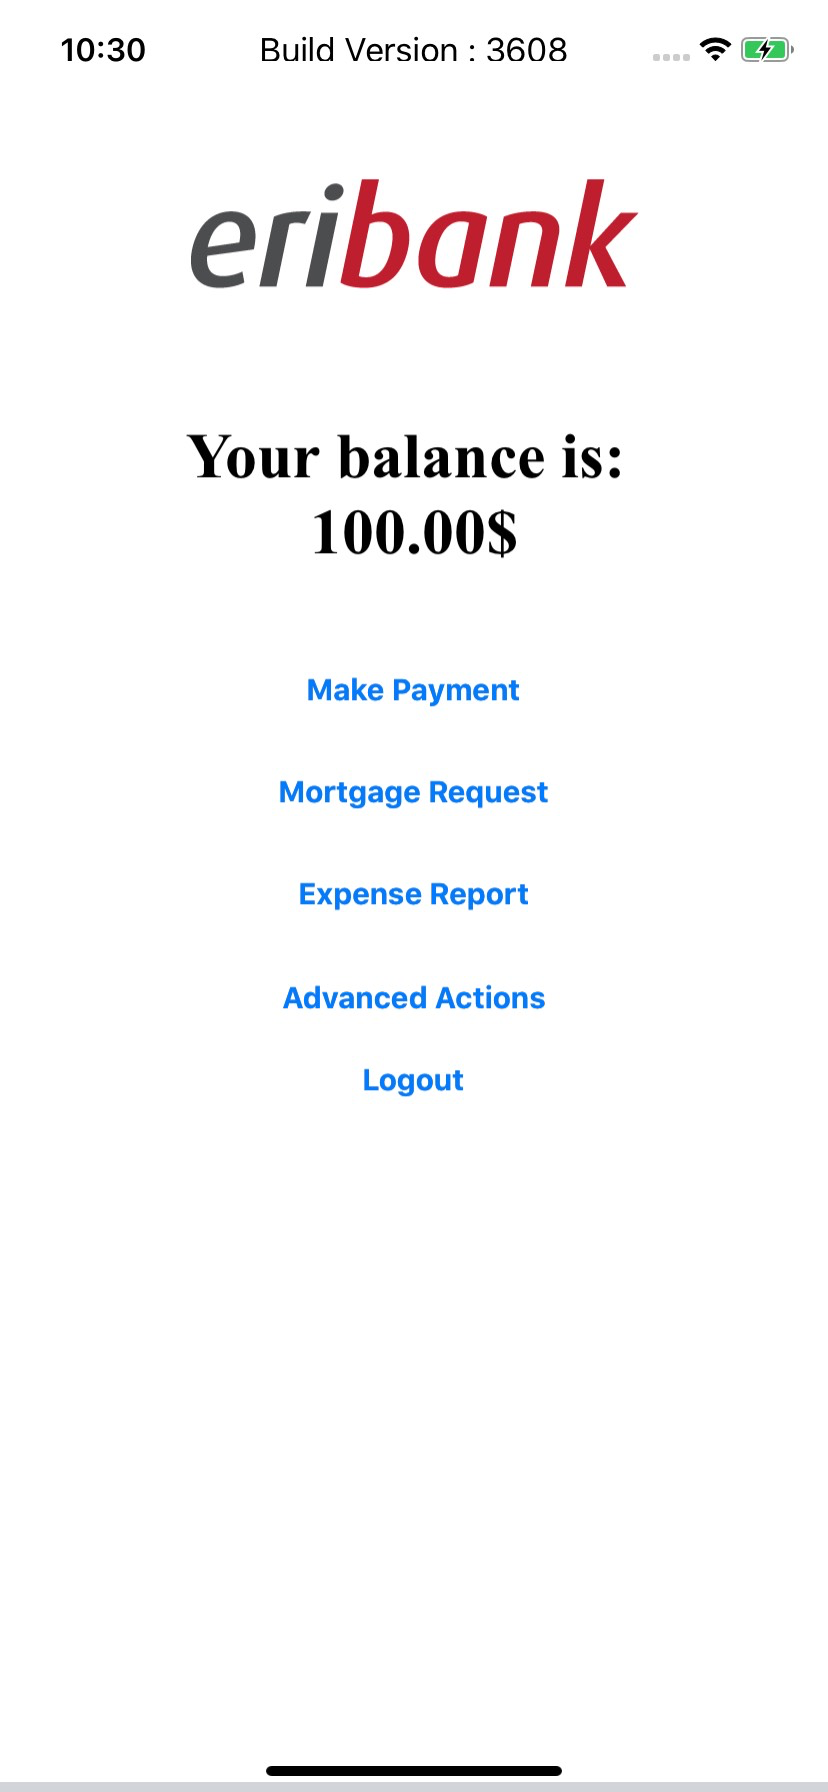 10:30 Build Version : 3608
eribank
Your balance is:
100.00$
Make Payment
Mortgage Request
Expense Report
Advanced Actions
Logout